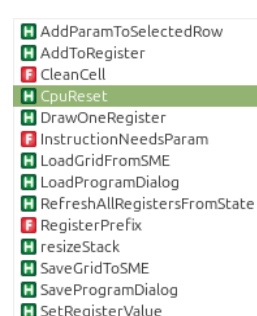 H AddParamToSelectedRow
H AddToRegister
F CleanCell
H CpuReset
H DrawOneRegister
F InstructionNeedsParam
H LoadGridFromSME
H LoadProgramDialog
H RefreshAllRegistersFromState
F RegisterPrefix
H resizeStack
H SaveGridToSME
H SaveProgramDialog
H SetRegisterValue